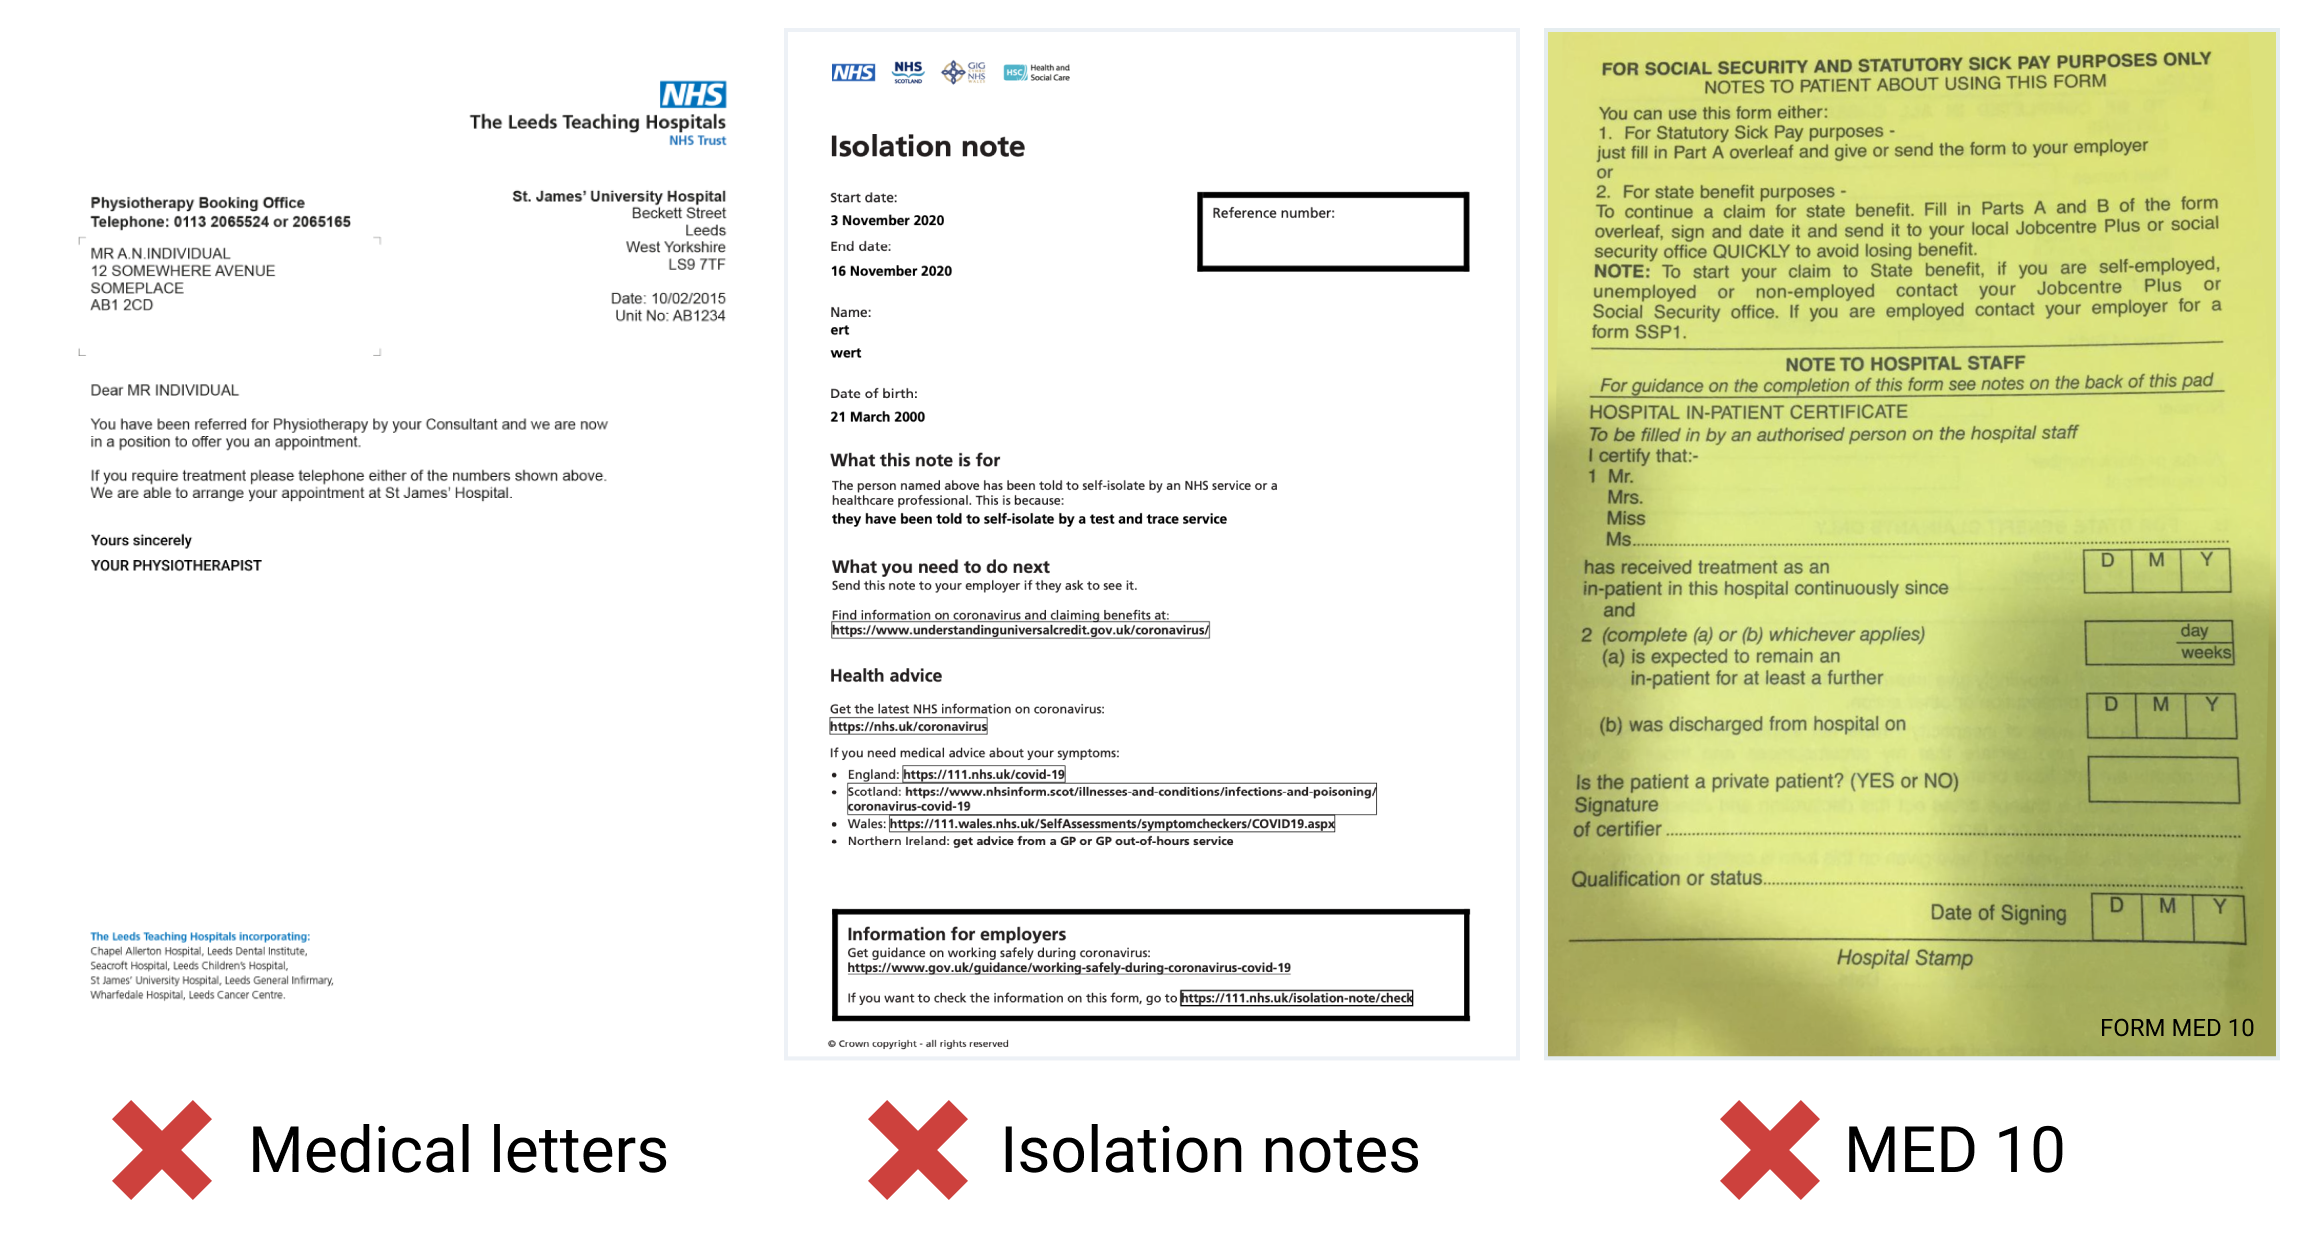 NHS
The Leeds Teaching Hospitals
NHS Trust
Physiotherapy Booking Office
Telephone: 0113 2065524 or 2065165
MR A.N.INDIVIDUAL
12 SOMEWHERE AVENUE
SOMEPLACE
AB1 2CD
St. James' University Hospital
Beckett Street
Leeds
West Yorkshire
LS9 7TF
Date: 10/02/2015
Unit No: AB1234
Dear MR INDIVIDUAL
You have been referred for Physiotherapy by your Consultant and we are now
in a position to offer you an appointment.
If you require treatment please telephone either of the numbers shown above.
We are able to arrange your appointment at St James' Hospital.
Yours sincerely
YOUR PHYSIOTHERAPIST
The Leeds Teaching Hospitals incorporating:
Chapel Allerton Hospital, Leeds Dental Institute,
Seacroft Hospital, Leeds Children's Hospital,
St James' University Hospital, Leeds General Infirmary,
Wharfedale Hospital, Leeds Cancer Centre.
Medical letters
NHS
NHS
SCOTLAND
GIG
NHS
HSC Health and
Social Care
Isolation note
Start date:
3 November 2020
End date:
16 November 2020
Reference number:
Name:
ert
wert
Date of birth:
21 March 2000
What this note is for
The person named above has been told to self-isolate by an NHS service or a
healthcare professional. This is because:
they have been told to self-isolate by a test and trace service
What you need to do next
Send this note to your employer if they ask to see it.
Find information on coronavirus and claiming benefits at:
https://www.understandinguniversalcredit.gov.uk/coronavirus/
Health advice
Get the latest NHS information on coronavirus:
https://nhs.uk/coronavirus
If you need medical advice about your symptoms:
• England: https://111.nhs.uk/covid-19
• Scotland: https://www.nhsinform.scot/illnesses-and-conditions/infections-and-poisoning/
coronavirus-covid-19
• Wales: https://111.wales.nhs.uk/SelfAssessments/symptomcheckers/COVID19.aspx
• Northern Ireland: get advice from a GP or GP out-of-hours service
Information for employers
Get guidance on working safely during coronavirus:
https://www.gov.uk/guidance/working-safely-during-coronavirus-covid-19
If you want to check the information on this form, go to https://111.nhs.uk/isolation-note/check
© Crown copyright - all rights reserved
Isolation notes
FOR SOCIAL SECURITY AND STATUTORY SICK PAY PURPOSES ONLY
NOTES TO PATIENT ABOUT USING THIS FORM
You can use this form either:
1. For Statutory Sick Pay purposes -
just fill in Part A overleaf and give or send the form to your employer
or
2. For state benefit purposes -
To continue a claim for state benefit. Fill in Parts A and B of the form
overleaf, sign and date it and send it to your local Jobcentre Plus or social
security office QUICKLY to avoid losing benefit.
NOTE: To start your claim to State benefit, if you are self-employed,
unemployed or non-employed contact your Jobcentre Plus or
Social Security office. If you are employed contact your employer for a
form SSP1.
NOTE TO HOSPITAL STAFF
For guidance on the completion of this form see notes on the back of this pad
HOSPITAL IN-PATIENT CERTIFICATE
To be filled in by an authorised person on the hospital staff
I certify that:-
1 Mr.
Mrs.
Miss
Ms.
has received treatment as an
in-patient in this hospital continuously since
D M Y
and
2 (complete (a) or (b) whichever applies)
(a) is expected to remain an
in-patient for at least a further
day
weeks
(b) was discharged from hospital on
D M Y
Is the patient a private patient? (YES or NO)
Signature
of certifier
Qualification or status
Date of Signing
D M Y
Hospital Stamp
FORM MED 10
MED 10